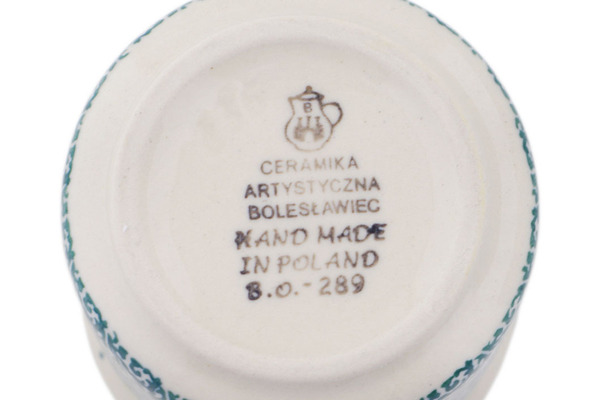 B
CERAMIKA
ARTYSTYCZNA
BOLESŁAWIEC
HAND MADE
IN POLAND
B.O.-289